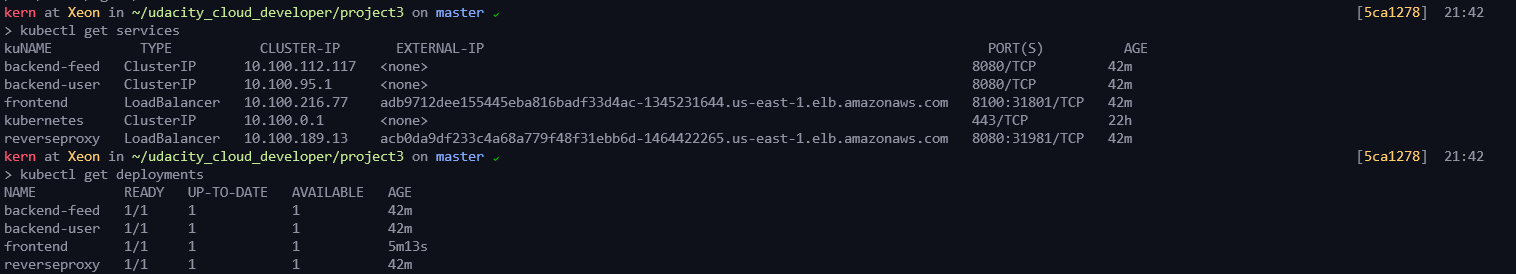 kern at Xeon in ~/udacity_cloud_developer/project3 on master ✓ [5ca1278] 21:42
> kubectl get services
kuNAME TYPE CLUSTER-IP EXTERNAL-IP PORT(S) AGE
backend-feed ClusterIP 10.100.112.117 <none> 8080/TCP 42m
backend-user ClusterIP 10.100.95.1 <none> 8080/TCP 42m
frontend LoadBalancer 10.100.216.77 adb9712dee155445eba816badf33d4ac-1345231644.us-east-1.elb.amazonaws.com 8100:31801/TCP 42m
kubernetes ClusterIP 10.100.0.1 <none> 443/TCP 22h
reverseproxy LoadBalancer 10.100.189.13 acb0da9df233c4a68a779f48f31ebb6d-1464422265.us-east-1.elb.amazonaws.com 8080:31981/TCP 42m
kern at Xeon in ~/udacity_cloud_developer/project3 on master ✓ [5ca1278] 21:42
> kubectl get deployments
NAME READY UP-TO-DATE AVAILABLE AGE
backend-feed 1/1 1 1 42m
backend-user 1/1 1 1 42m
frontend 1/1 1 1 5m13s
reverseproxy 1/1 1 1 42m